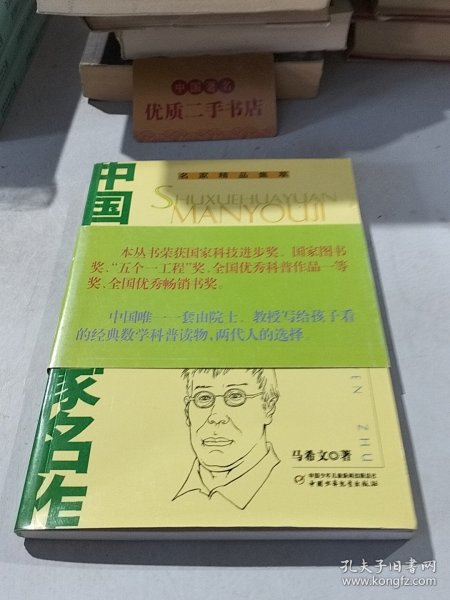 中国著名
优质二手书店
名家精品集萃
SHUXUEHUAYUAN
MANYOUJI
中国
家名作
本丛书荣获国家科技进步奖、国家图书
奖、“五个一工程”奖、全国优秀科普作品一等
奖、全国优秀畅销书奖。
中国唯一一套由院士、教授写给孩子看
的经典数学科普读物,两代人的选择
EN ZHU
马希文◎著
中国少年儿童新闻出版总社
中国少年儿童出版社
孔夫子旧书网
www.kongfz.com